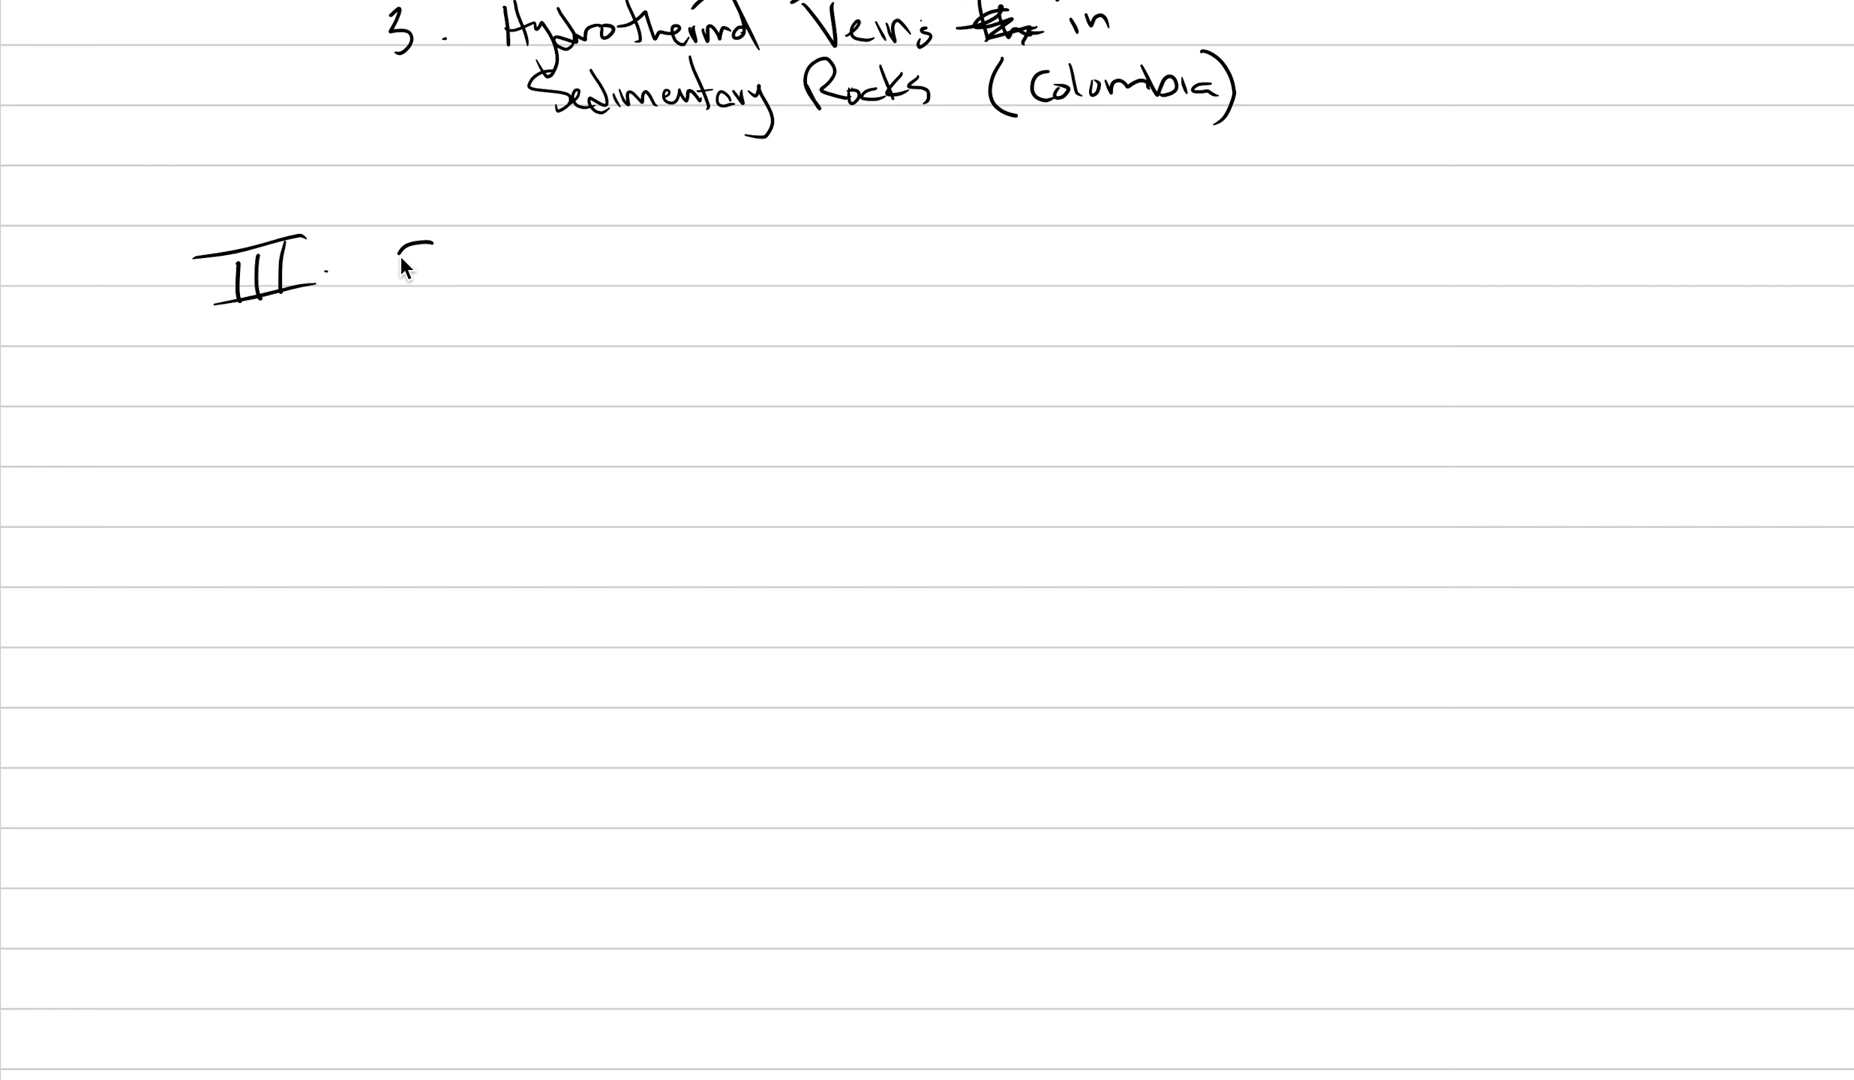 3. Hydrothermal Veins in
Sedimentary Rocks (Colombia)
III.